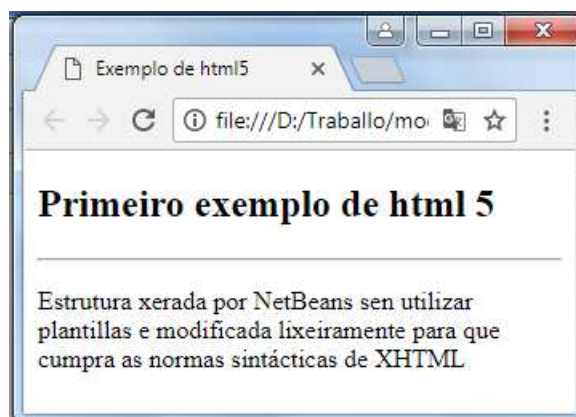 Exemplo de html5
file:///D:/Traballo/mo
Primeiro exemplo de html 5
Estrutura xerada por NetBeans sen utilizar
plantillas e modificada lixeiramente para que
cumpra as normas sintácticas de XHTML